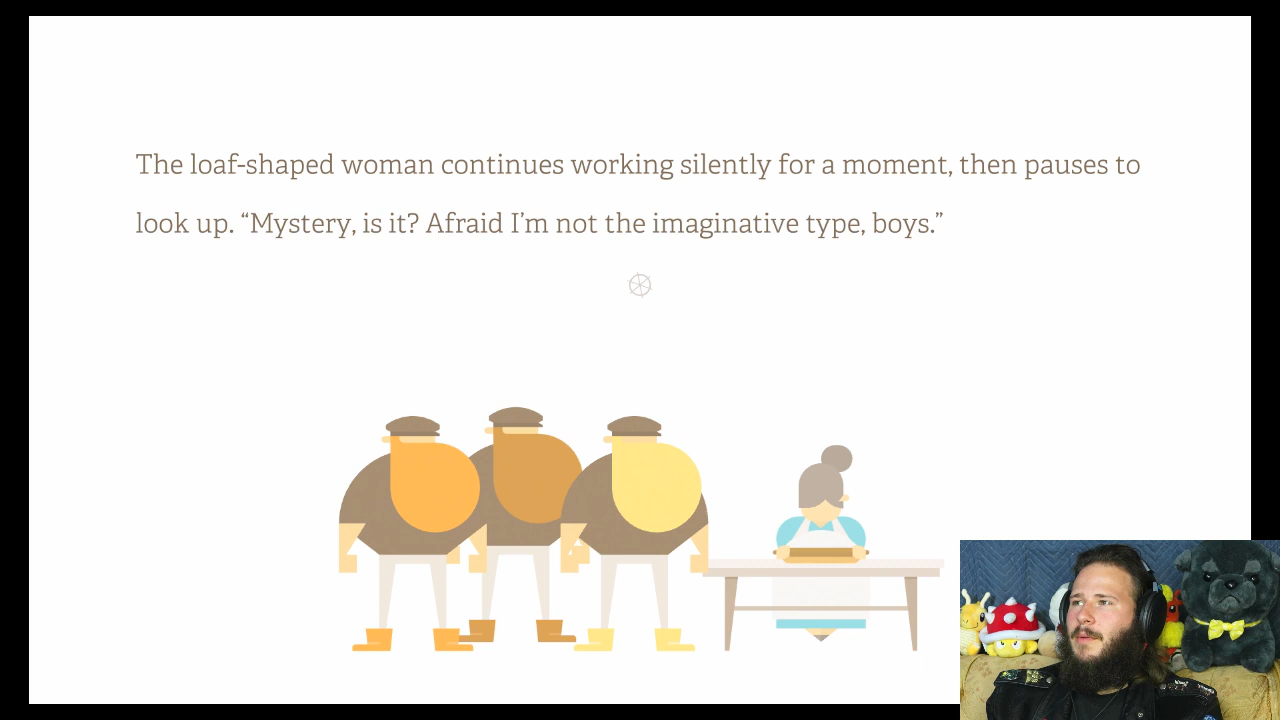 The loaf-shaped woman continues working silently for a moment, then pauses to
look up. “Mystery, is it? Afraid I’m not the imaginative type, boys.”